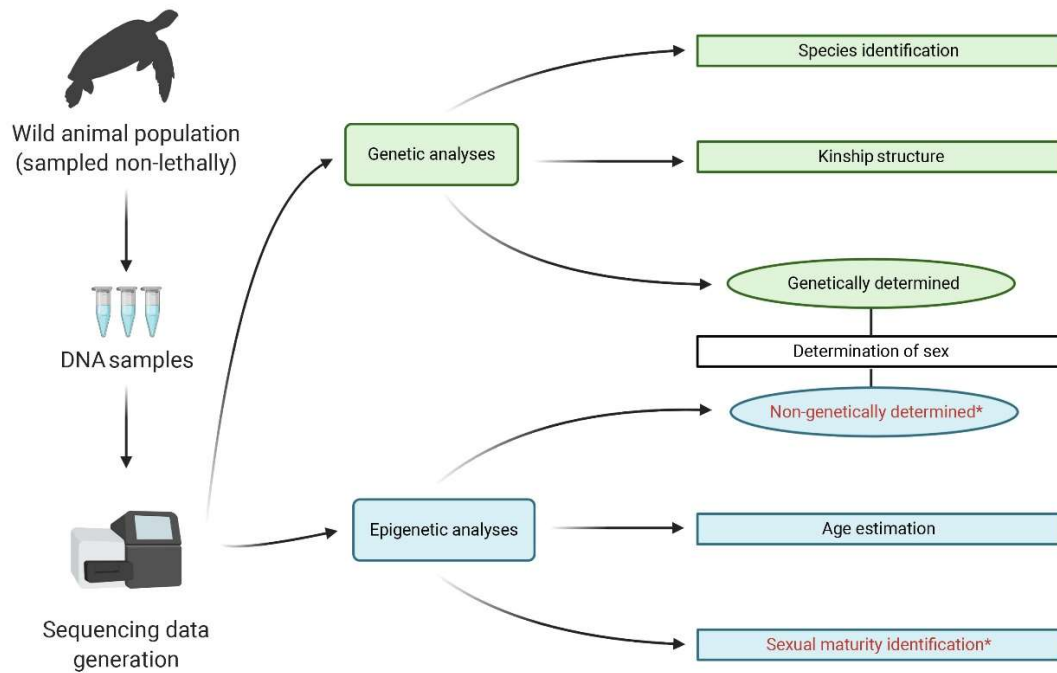 Wild animal population
(sampled non-lethally)
DNA samples
Sequencing data
generation
Genetic analyses
Epigenetic analyses
Species identification
Kinship structure
Genetically determined
Determination of sex
Non-genetically determined*
Age estimation
Sexual maturity identification*